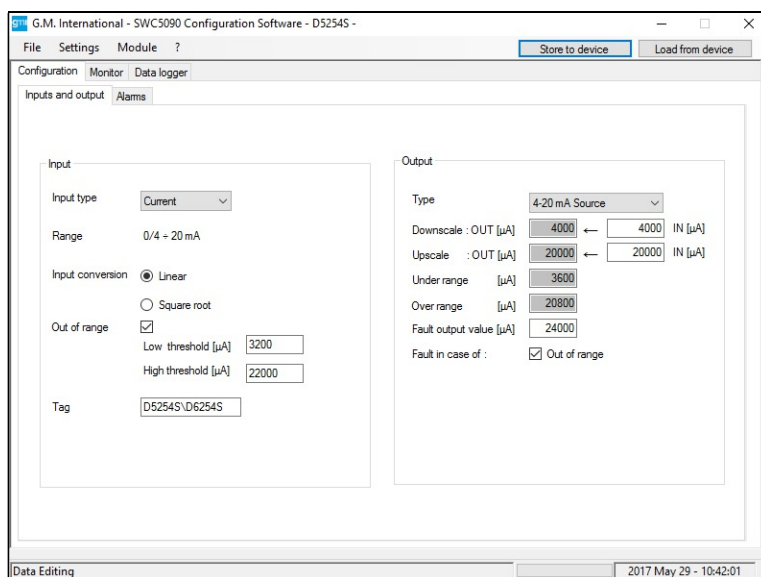 gmi G.M. International - SWC5090 Configuration Software - D5254S -
File Settings Module ? Store to device Load from device
Configuration Monitor Data logger
Inputs and output Alarms
Input
Input type Current
Range 0/4 ÷ 20 mA
Input conversion Linear
Square root
Out of range
Low threshold [µA] 3200
High threshold [µA] 22000
Tag D5254S\D6254S
Output
Type 4-20 mA Source
Downscale : OUT [µA] 4000 ← 4000 IN [µA]
Upscale : OUT [µA] 20000 ← 20000 IN [µA]
Under range [µA] 3600
Over range [µA] 20800
Fault output value [µA] 24000
Fault in case of : Out of range
Data Editing 2017 May 29 - 10:42:01